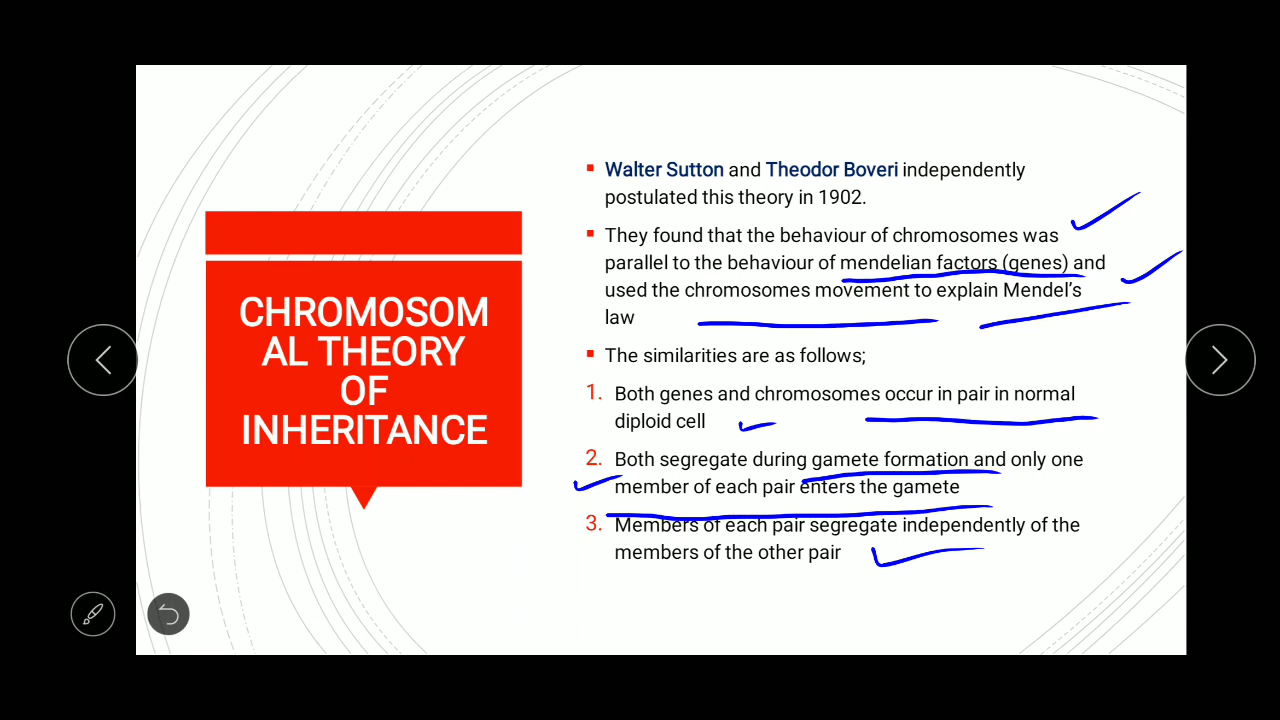 CHROMOSOM
AL THEORY
OF
INHERITANCE
▪ Walter Sutton and Theodor Boveri independently
postulated this theory in 1902.
▪ They found that the behaviour of chromosomes was
parallel to the behaviour of mendelian factors (genes) and
used the chromosomes movement to explain Mendel's
law
▪ The similarities are as follows;
1. Both genes and chromosomes occur in pair in normal
diploid cell
2. Both segregate during gamete formation and only one
member of each pair enters the gamete
3. Members of each pair segregate independently of the
members of the other pair